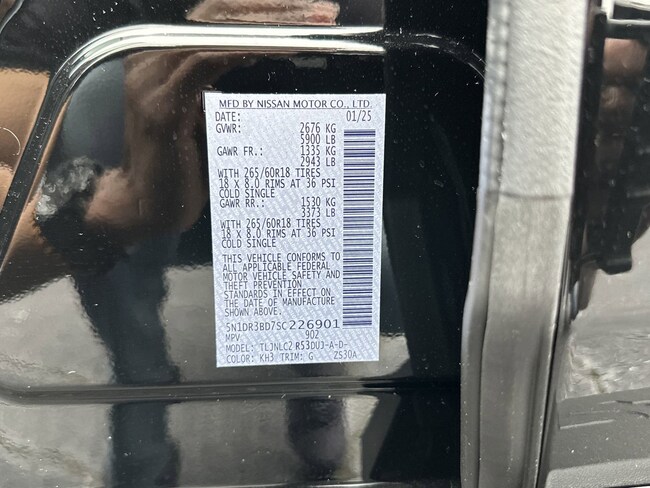 MFD BY NISSAN MOTOR CO., LTD.
DATE: 01/25
GVWR: 2676 KG
5900 LB
GAWR FR.: 1335 KG
2943 LB
WITH 265/60R18 TIRES
18 X 8.0 RIMS AT 36 PSI
COLD SINGLE
GAWR RR.: 1530 KG
3373 LB
WITH 265/60R18 TIRES
18 X 8.0 RIMS AT 36 PSI
COLD SINGLE
THIS VEHICLE CONFORMS TO
ALL APPLICABLE FEDERAL
MOTOR VEHICLE SAFETY AND
THEFT PREVENTION
STANDARDS IN EFFECT ON
THE DATE OF MANUFACTURE
SHOWN ABOVE.
5N1DR3BD7SC226901
MPV 902
MODEL: TLJNLC2 R53DUJ-A-D-
COLOR: KH3 TRIM: G ZS30A